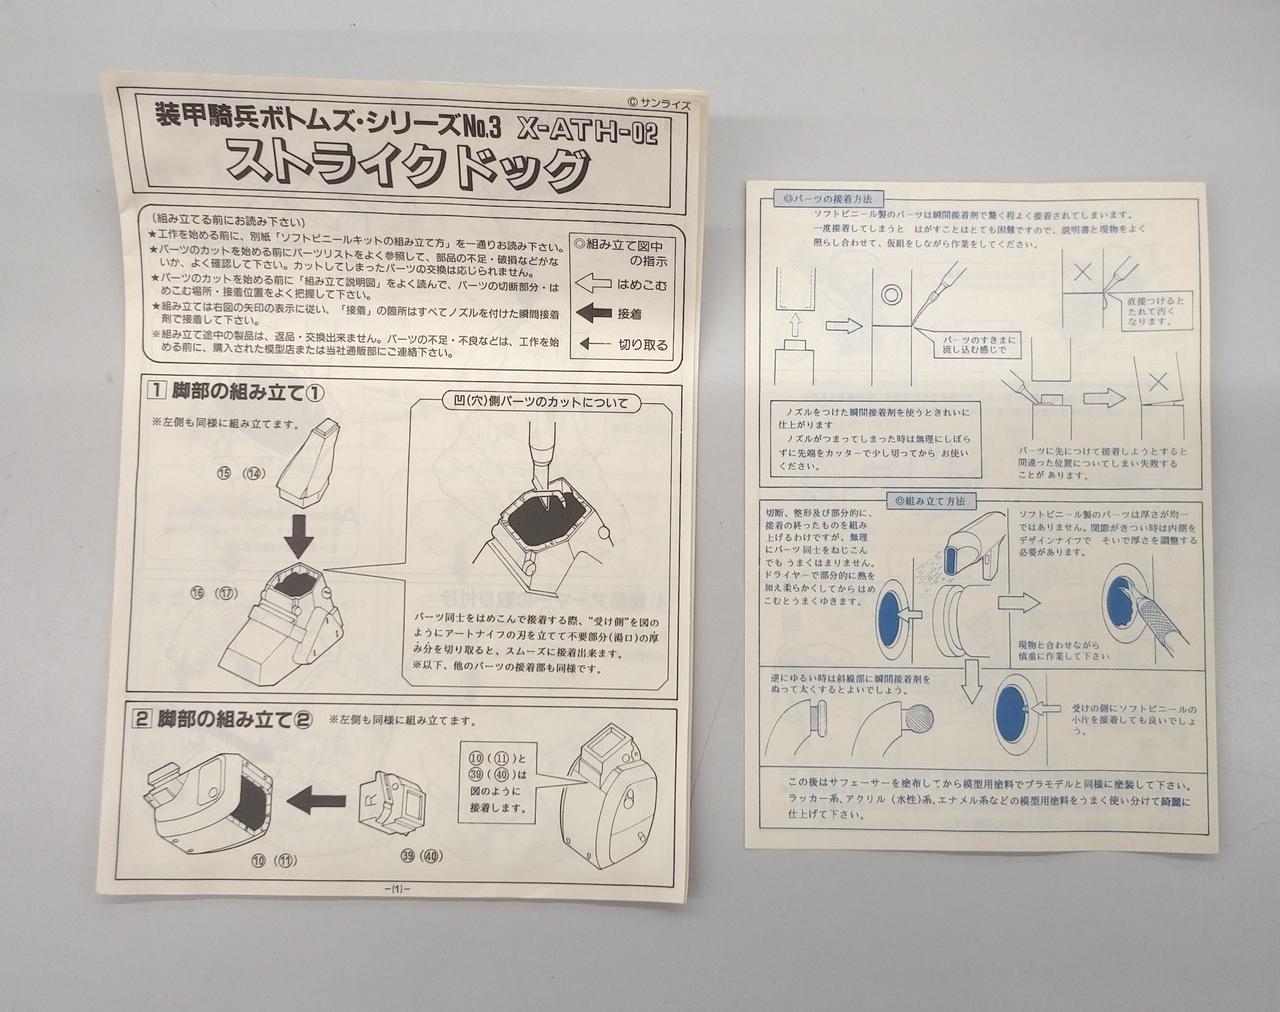 ©サンライズ
装甲騎兵ボトムズ・シリーズNo.3 X-ATH-02
ストライクドッグ
(組み立てる前にお読み下さい)
★工作を始める前に、別紙「ソフトビニールキットの組み立て方」を一通りお読み下さい。
★パーツのカットを始める前にパーツリストをよく参照して、部品の不足・破損などがな
いか、よく確認して下さい。カットしてしまったパーツの交換は応じられません。
★パーツのカットを始める前に「組み立て説明図」をよく読んで、パーツの切断部分・は
めこむ場所・接着位置をよく把握して下さい。
★組み立ては右図の矢印の表示に従い、「接着」の箇所はすべてノズルを付けた瞬間接着
剤で接着して下さい。
※組み立て途中の製品は、返品・交換出来ません。パーツの不足・不良などは、工作を始
める前に、購入された模型店または当社通販部にご連絡下さい。
◎組み立て図中
の指示
はめこむ
接着
切り取る
1 脚部の組み立て①
※左側も同様に組み立てます。
⑮ (⑭)
⑯ (⑰)
凹(穴)側パーツのカットについて
パーツ同士をはめこんで接着する際、"受け側"を図の
ようにアートナイフの刃を立てて不要部分(湯口)の厚
み分を切り取ると、スムーズに接着出来ます。
※以下、他のパーツの接着部も同様です。
2 脚部の組み立て② ※左側も同様に組み立てます。
⑩ (⑪)
㊴ (㊵)
⑩(⑪)と
㊴(㊵)は
図のように
接着します。
-(1)-
◎パーツの接着方法
ソフトビニール製のパーツは瞬間接着剤で驚く程よく接着されてしまいます。
一度接着してしまうと はがすことはとても困難ですので、説明書と現物をよく
照らし合わせて、仮組をしながら作業をしてください。
直接つけると
たれて汚く
なります。
パーツのすきまに
流し込む感じで
ノズルをつけた瞬間接着剤を使うときれいに
仕上がります
ノズルがつまってしまった時は無理にしぼら
ずに先端をカッターで少し切ってから お使い
ください。
パーツに先につけて接着しようとすると
間違った位置についてしまい失敗する
ことが あります。
◎組み立て方法
切断、整形及び部分的に、
接着の終ったものを組み
上げるわけですが、無理
にパーツ同士をねじこん
でも うまくはまりません。
ドライヤーで部分的に熱を
加え柔らかくしてからはめ
こむとうまくゆきます。
ソフトビニール製のパーツは厚さが均一
ではありません。関節がきつい時は内側を
デザインナイフで そいで厚さを調整する
必要があります。
現物と合わせながら
慎重に作業して下さい
逆にゆるい時は斜線部に瞬間接着剤を
ぬって太くするとよいでしょう。
受けの側にソフトビニールの
小片を接着しても良いでしょ
う。
この後はサフェーサーを塗布してから模型用塗料でプラモデルと同様に塗装して下さい。
ラッカー系、アクリル(水性)系、エナメル系などの模型用塗料をうまく使い分けて綺麗に
仕上げて下さい。